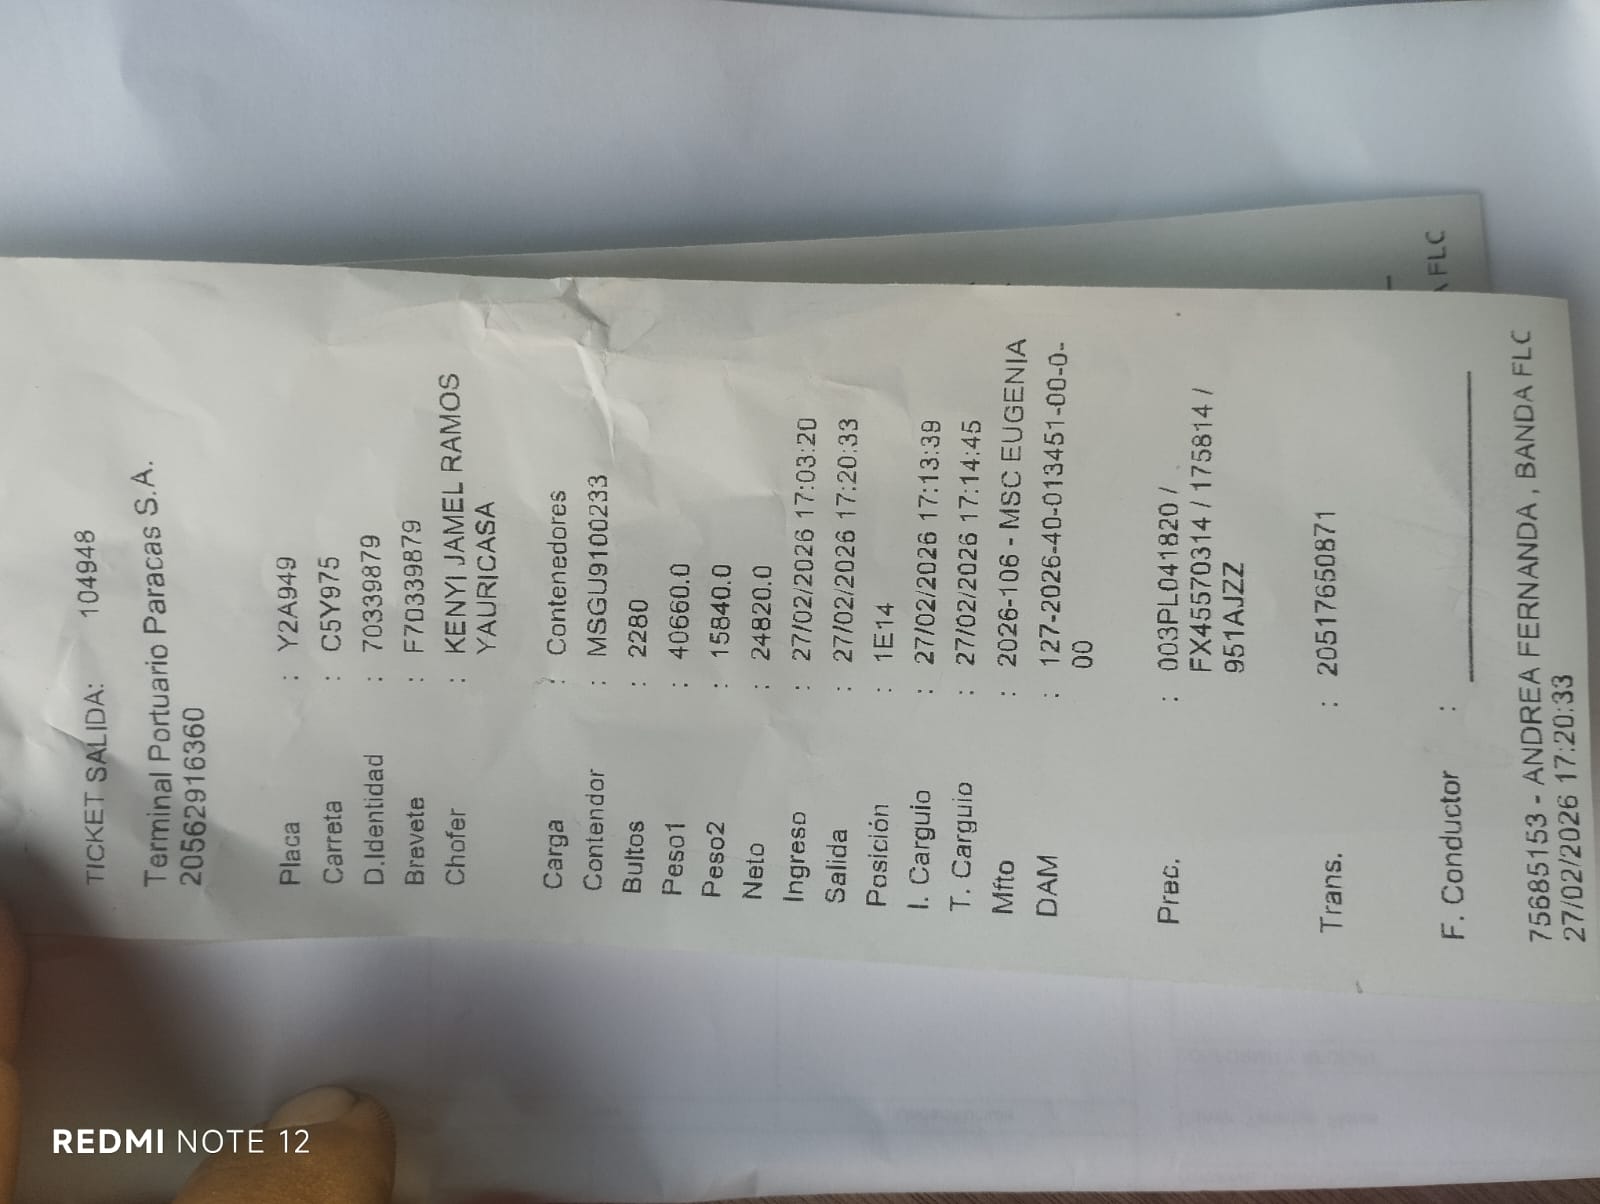 TICKET SALIDA: 104948
Terminal Portuario Paracas S.A.
20562916360
Placa : Y2A949
Carreta : C5Y975
D.Identidad : 70339879
Brevete : F70339879
Chofer : KENYI JAMEL RAMOS
YAURICASA
Carga : Contenedores
Contendor : MSGU9100233
Bultos : 2280
Peso1 : 40660.0
Peso2 : 15840.0
Neto : 24820.0
Ingreso : 27/02/2026 17:03:20
Salida : 27/02/2026 17:20:33
Posición : 1E14
I. Carguio : 27/02/2026 17:13:39
T. Carguio : 27/02/2026 17:14:45
Mfto : 2026-106 - MSC EUGENIA
DAM : 127-2026-40-013451-00-0-
00
Prec. : 003PL041820 /
FX45570314 / 175814 /
951AJZZ
Trans. : 20517650871
F. Conductor :
75685153 - ANDREA FERNANDA , BANDA FLC
27/02/2026 17:20:33
FLC
REDMI NOTE 12